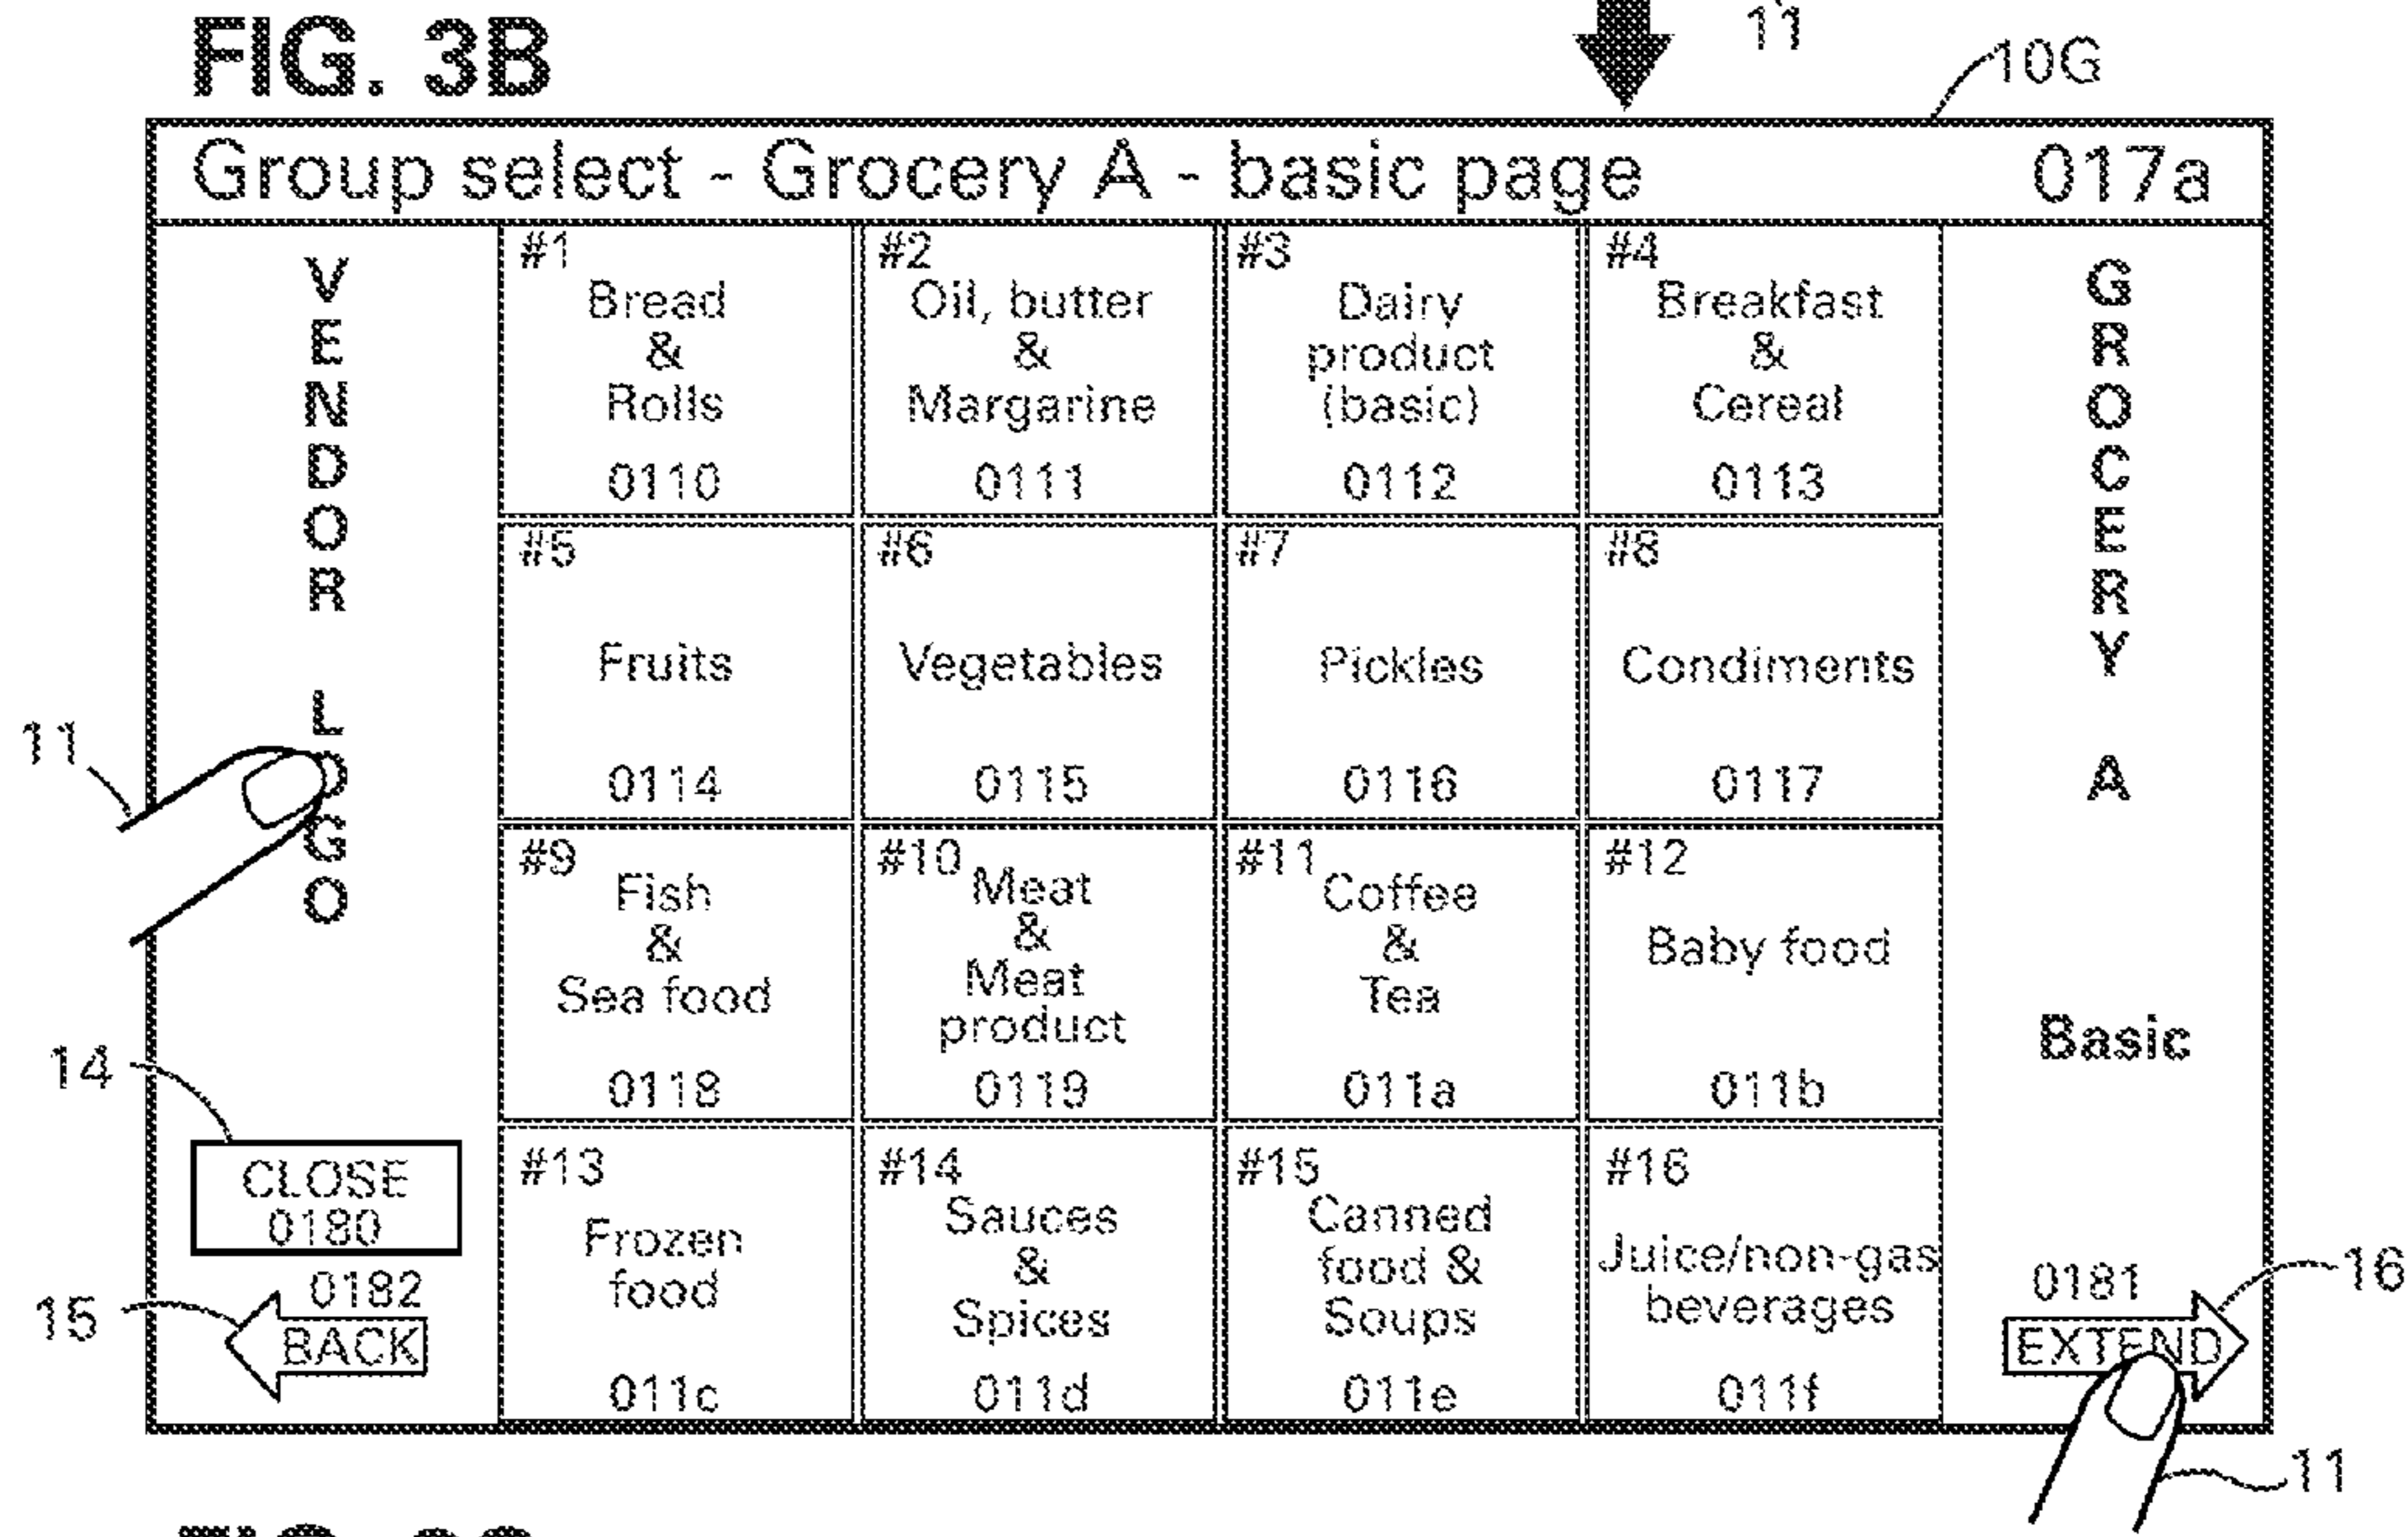 FIG. 3B
11
10G
Group select - Grocery A - basic page 017a
VENDOR LOGO
#1
Bread
&
Rolls
0110
#2
Oil, butter
&
Margarine
0111
#3
Dairy
product
(basic)
0112
#4
Breakfast
&
Cereal
0113
#5
Fruits
0114
#6
Vegetables
0115
#7
Pickles
0116
#8
Condiments
0117
#9
Fish
&
Sea food
0118
#10
Meat
&
Meat
product
0119
#11
Coffee
&
Tea
011a
#12
Baby food
011b
#13
Frozen
food
011c
#14
Sauces
&
Spices
011d
#15
Canned
food &
Soups
011e
#16
Juice/non-gas
beverages
011f
GROCERY A
Basic
11
14
CLOSE
0180
0182
15
BACK
0181
16
EXTEND
11